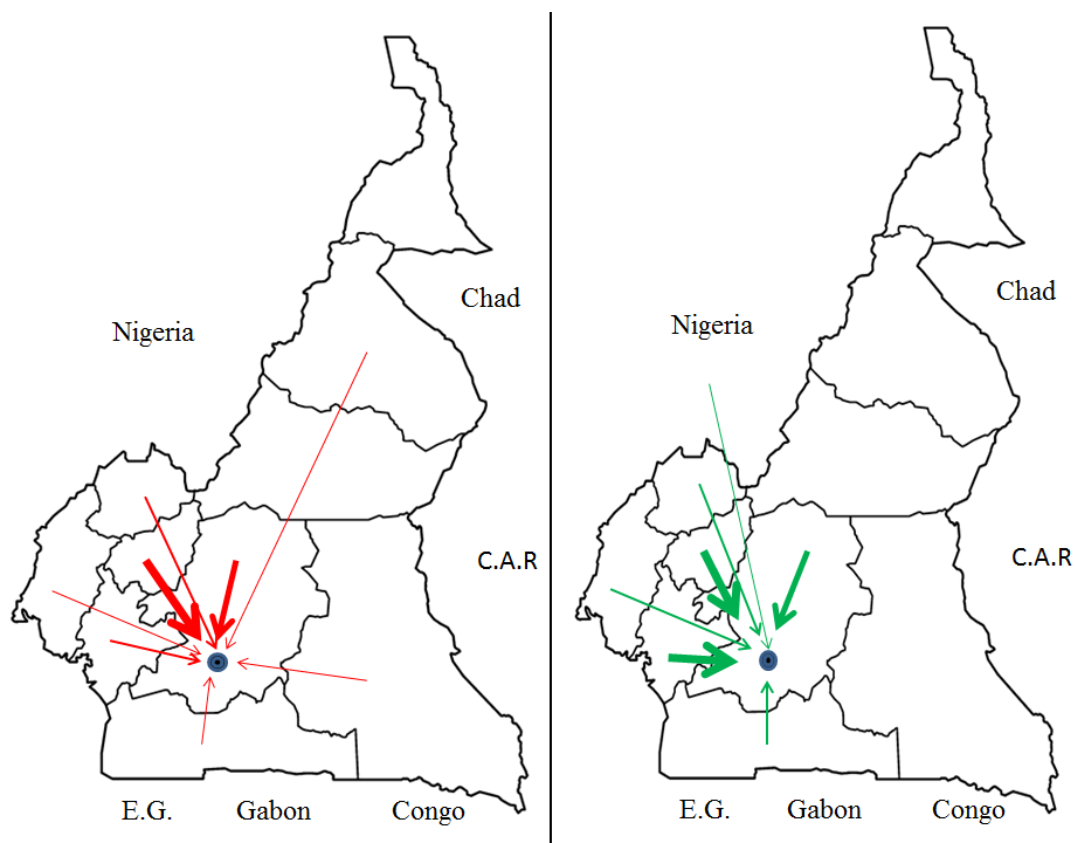 Chad
Nigeria
C.A.R
E.G.
Gabon
Congo
Chad
Nigeria
C.A.R
E.G.
Gabon
Congo